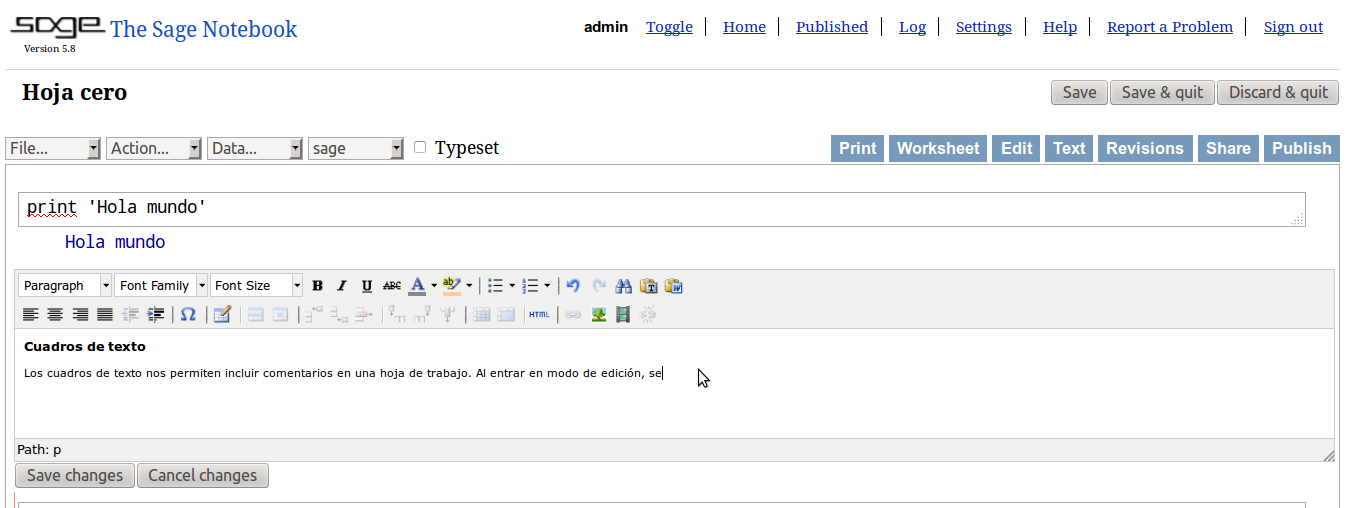 sage The Sage Notebook
Version 5.8
admin Toggle Home Published Log Settings Help Report a Problem Sign out
Hoja cero
Save Save & quit Discard & quit
File... Action... Data... sage Typeset
Print Worksheet Edit Text Revisions Share Publish
print 'Hola mundo'
Hola mundo
Paragraph Font Family Font Size B I U ABC A ab
Ω HTML
Cuadros de texto
Los cuadros de texto nos permiten incluir comentarios en una hoja de trabajo. Al entrar en modo de edición, se
Path: p
Save changes Cancel changes